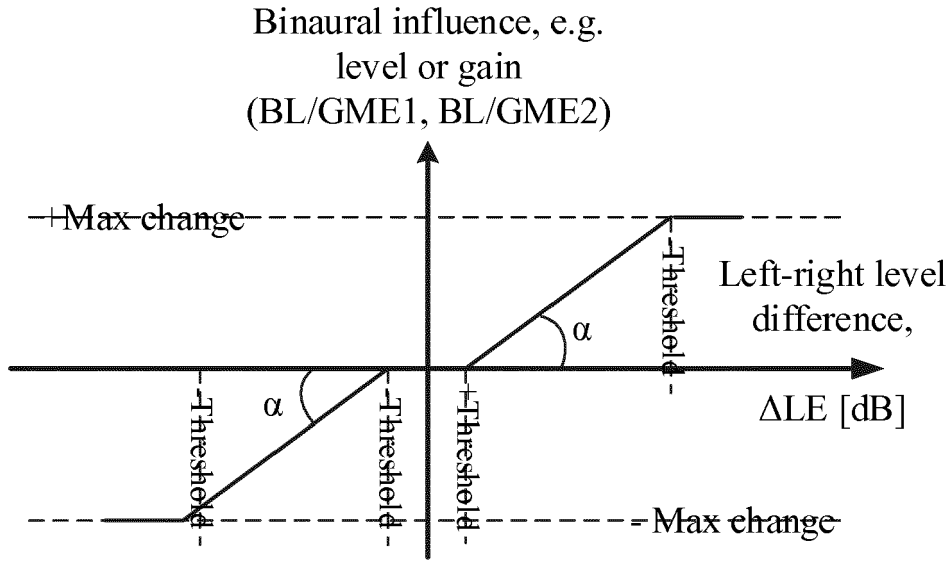 Binaural influence, e.g.
level or gain
(BL/GME1, BL/GME2)
+Max change
Threshold
Left-right level
difference,
α
α
ΔLE [dB]
-Threshold
-Threshold
+Threshold
- Max change